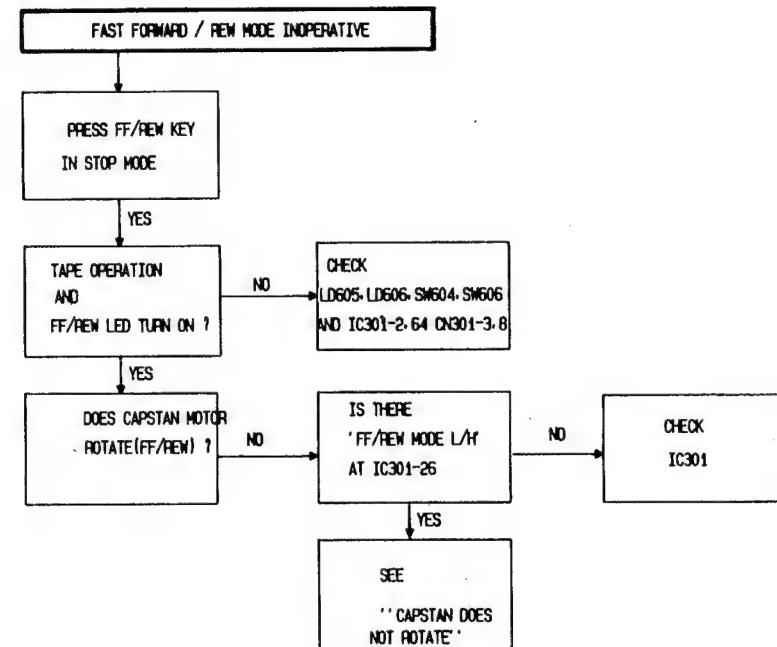 FAST FORWARD / REW MODE INOPERATIVE
PRESS FF/REW KEY
IN STOP MODE
YES
TAPE OPERATION
AND
FF/REW LED TURN ON ?
NO
CHECK
LD605, LD606, SW604, SW606
AND IC301-2, 64 CN301-3, 8
YES
DOES CAPSTAN MOTOR
ROTATE(FF/REW) ?
NO
IS THERE
'FF/REW MODE L/H'
AT IC301-26
NO
CHECK
IC301
YES
SEE
''CAPSTAN DOES
NOT ROTATE''